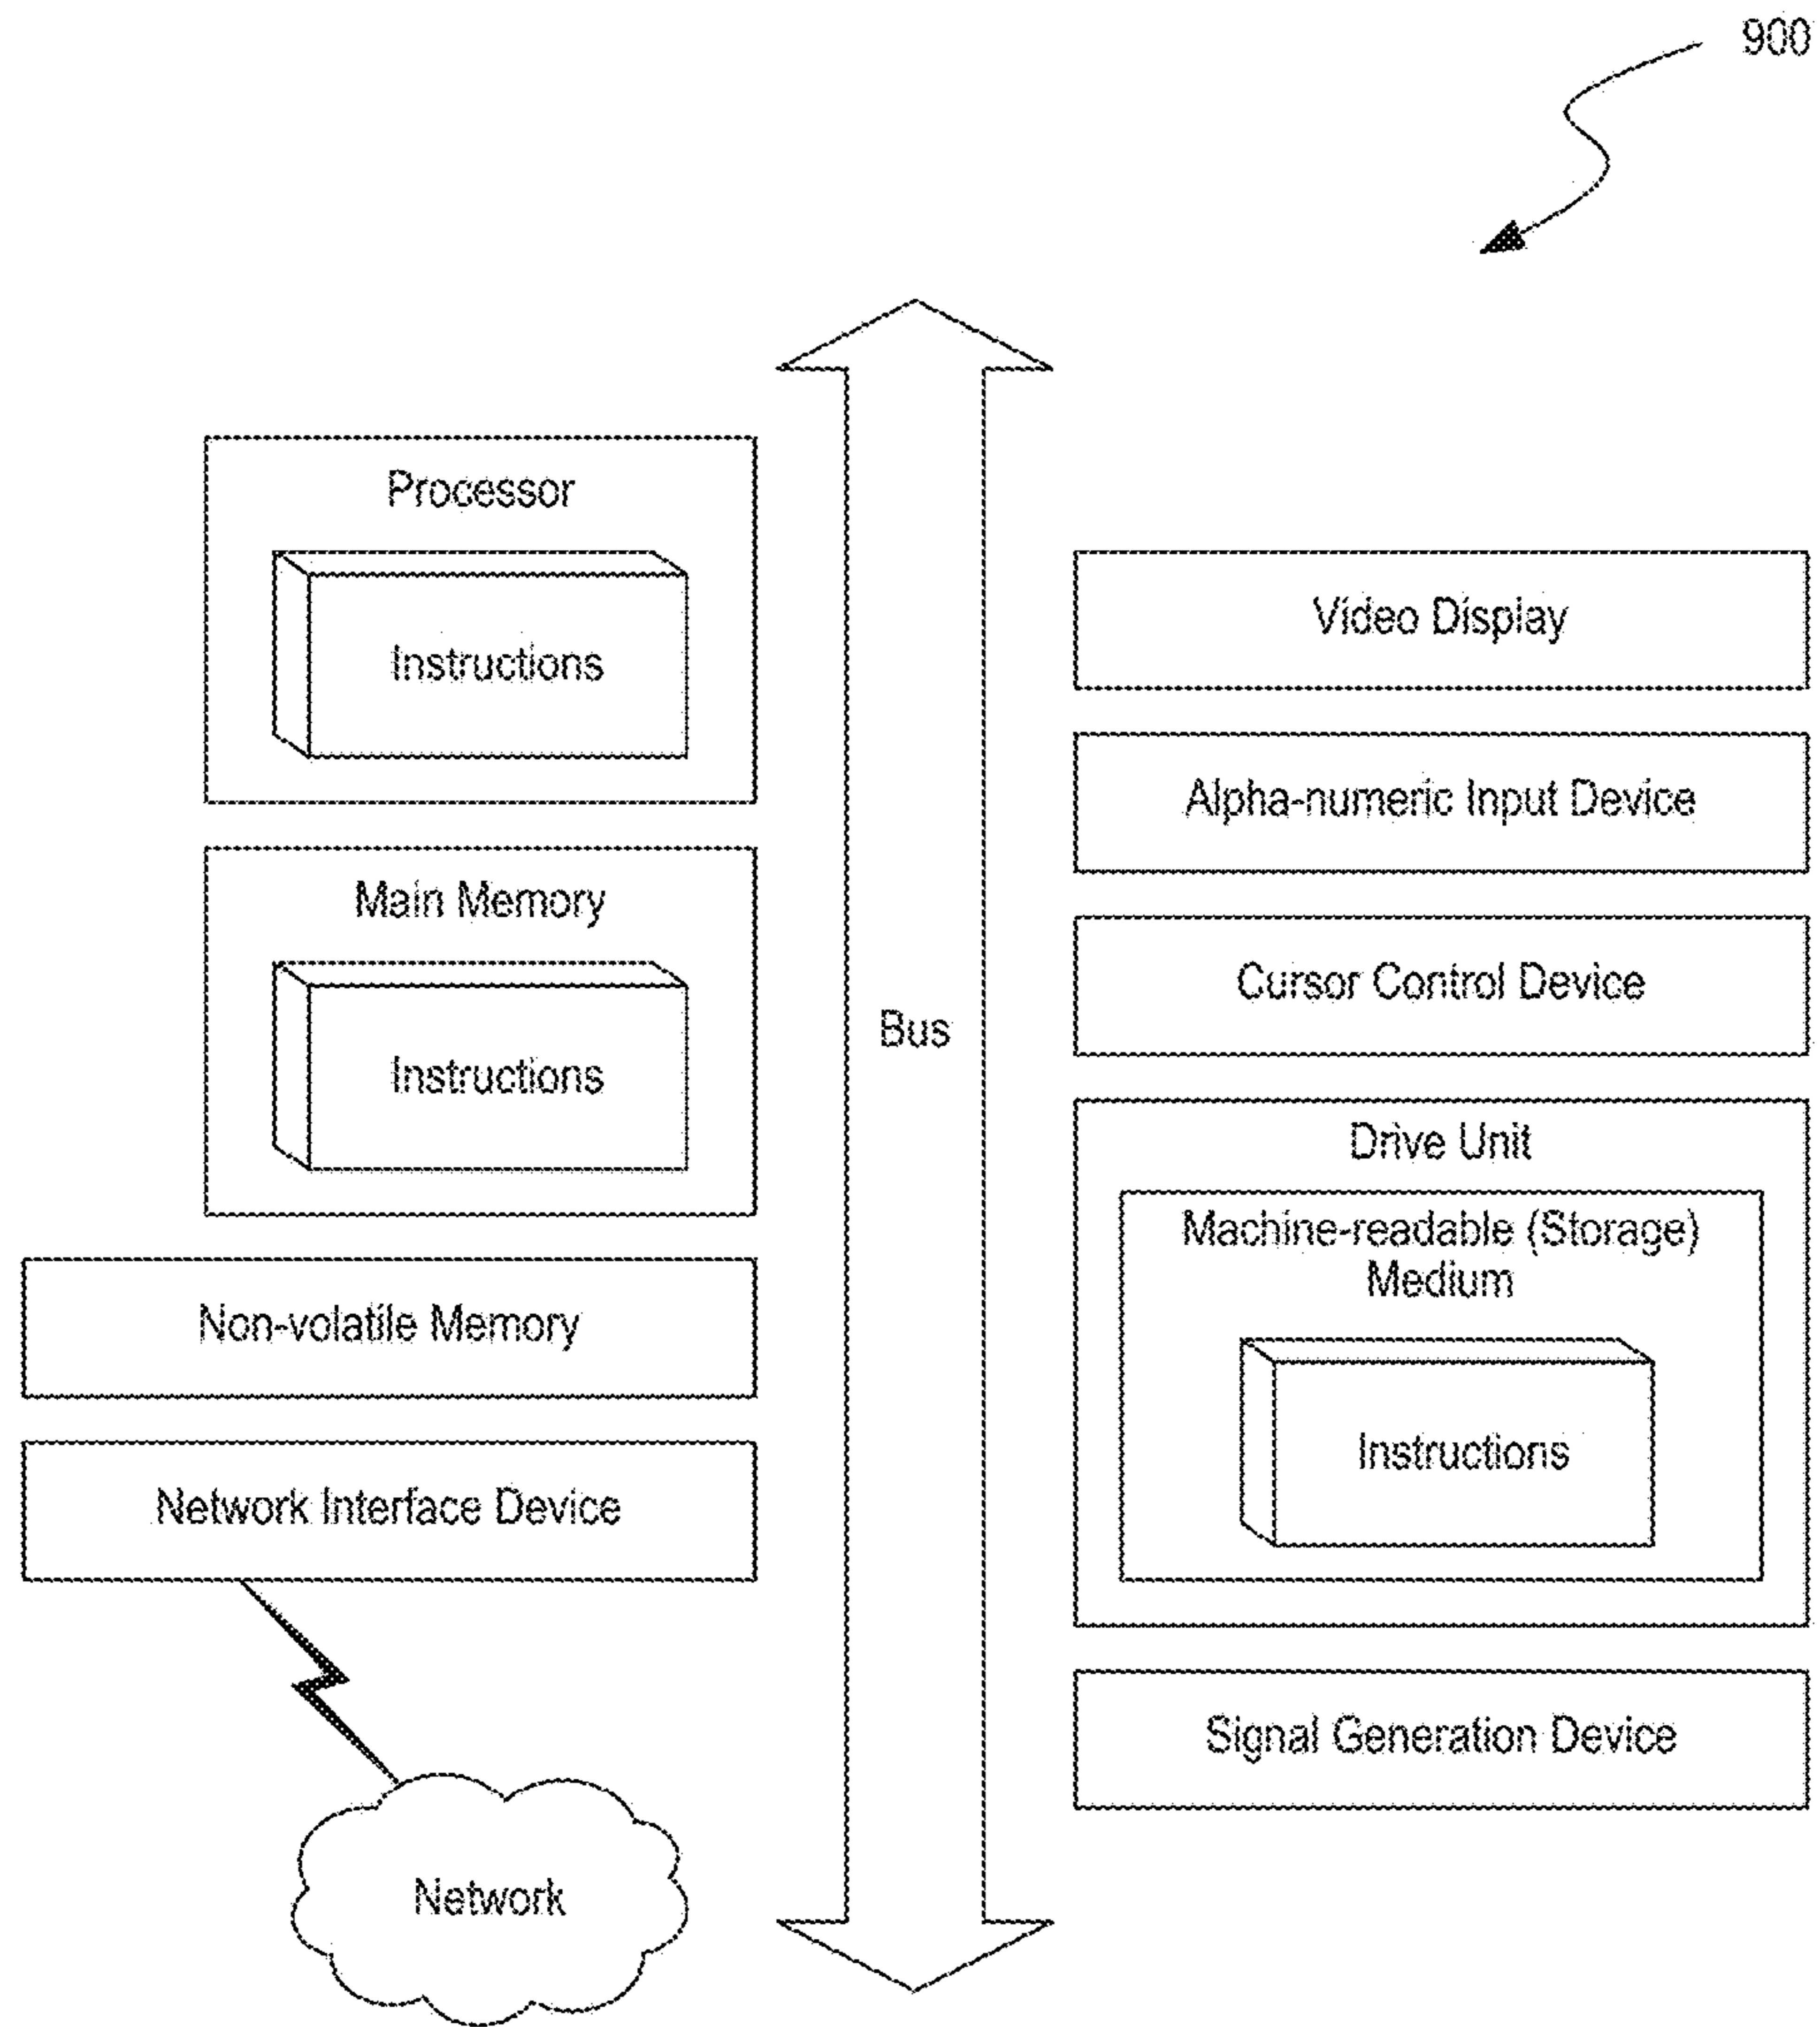 900
Processor
Instructions
Main Memory
Instructions
Non-volatile Memory
Network Interface Device
Network
Bus
Video Display
Alpha-numeric Input Device
Cursor Control Device
Drive Unit
Machine-readable (Storage)
Medium
Instructions
Signal Generation Device